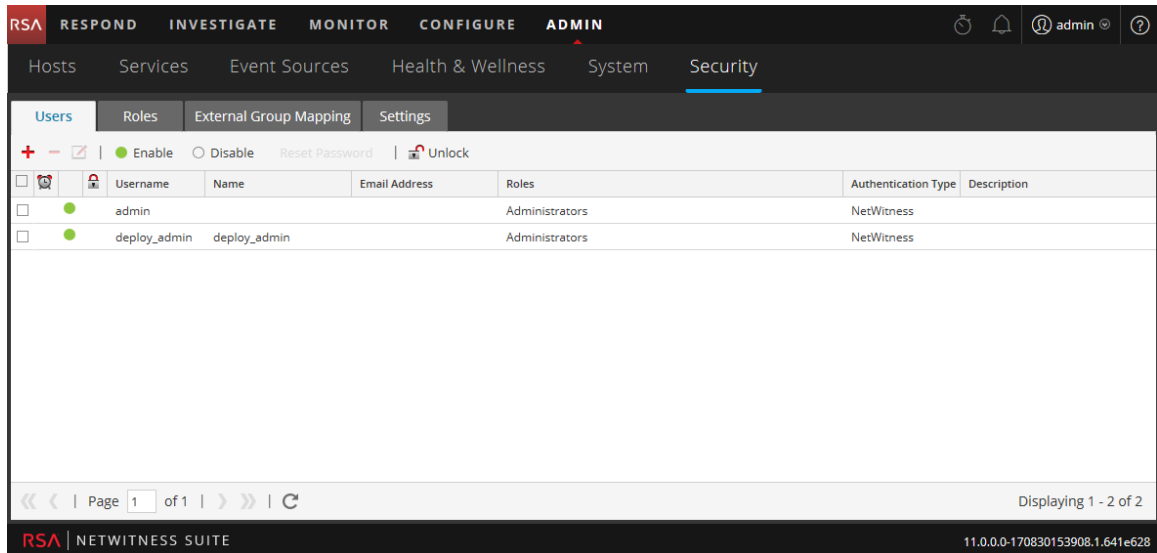 RSA RESPOND INVESTIGATE MONITOR CONFIGURE ADMIN admin ?
Hosts Services Event Sources Health & Wellness System Security
Users Roles External Group Mapping Settings
+ − | Enable Disable Reset Password | Unlock
Username Name Email Address Roles Authentication Type Description
admin Administrators NetWitness
deploy_admin deploy_admin Administrators NetWitness
| Page 1 of 1 | | Displaying 1 - 2 of 2
RSA | NETWITNESS SUITE 11.0.0.0-170830153908.1.641e628